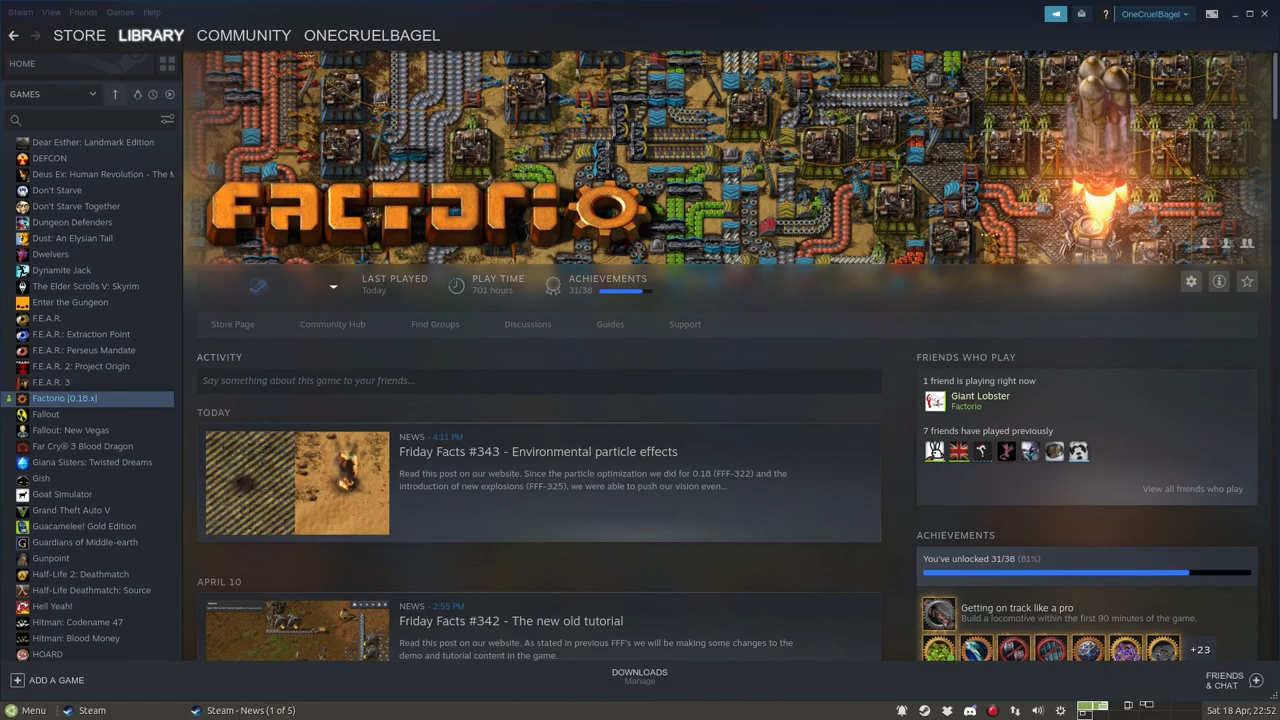 Steam View Friends Games Help
? OneCruelBagel
STORE LIBRARY COMMUNITY ONECRUELBAGEL
HOME
GAMES
Dear Esther: Landmark Edition
DEFCON
Deus Ex: Human Revolution - The M
Don't Starve
Don't Starve Together
Dungeon Defenders
Dust: An Elysian Tail
Dwelvers
Dynamite Jack
The Elder Scrolls V: Skyrim
Enter the Gungeon
F.E.A.R.
F.E.A.R.: Extraction Point
F.E.A.R.: Perseus Mandate
F.E.A.R. 2: Project Origin
F.E.A.R. 3
Factorio [0.18.x]
Fallout
Fallout: New Vegas
Far Cry® 3 Blood Dragon
Giana Sisters: Twisted Dreams
Gish
Goat Simulator
Grand Theft Auto V
Guacamelee! Gold Edition
Guardians of Middle-earth
Gunpoint
Half-Life 2: Deathmatch
Half-Life Deathmatch: Source
Hell Yeah!
Hitman: Codename 47
Hitman: Blood Money
HOARD
FACTORIO
LAST PLAYED
Today
PLAY TIME
701 hours
ACHIEVEMENTS
31/38
Store Page Community Hub Find Groups Discussions Guides Support
ACTIVITY
Say something about this game to your friends...
TODAY
NEWS - 4:11 PM
Friday Facts #343 - Environmental particle effects
Read this post on our website. Since the particle optimization we did for 0.18 (FFF-322) and the
introduction of new explosions (FFF-325), we were able to push our vision even...
APRIL 10
NEWS - 2:55 PM
Friday Facts #342 - The new old tutorial
Read this post on our website. As stated in previous FFF's we will be making some changes to the
demo and tutorial content in the game.
FRIENDS WHO PLAY
1 friend is playing right now
Giant Lobster
Factorio
7 friends have played previously
View all friends who play
ACHIEVEMENTS
You've unlocked 31/38 (81%)
Getting on track like a pro
Build a locomotive within the first 90 minutes of the game.
+23
ADD A GAME
DOWNLOADS
Manage
FRIENDS
& CHAT
Menu Steam Steam - News (1 of 5) Sat 18 Apr, 22:52